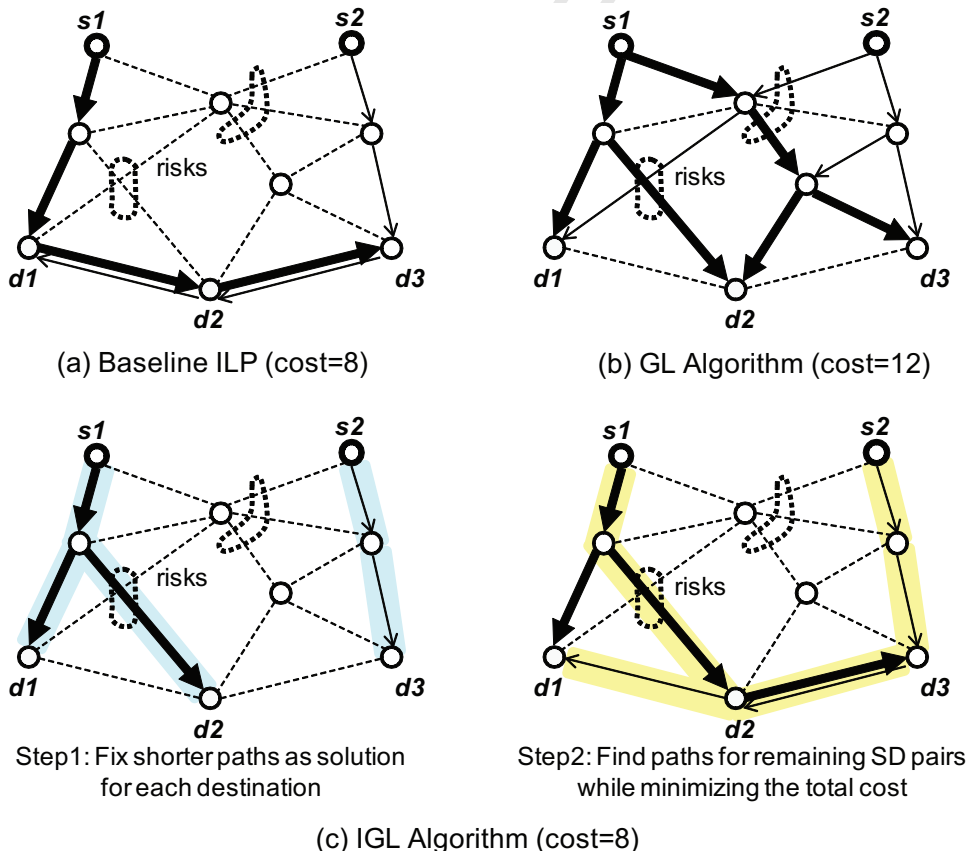 s1 s2 s1 s2
risks risks
d1 d3 d1 d3
d2 d2
(a) Baseline ILP (cost=8) (b) GL Algorithm (cost=12)
s1 s2 s1 s2
risks risks
d1 d3 d1 d3
d2 d2
Step1: Fix shorter paths as solution
for each destination
Step2: Find paths for remaining SD pairs
while minimizing the total cost
(c) IGL Algorithm (cost=8)